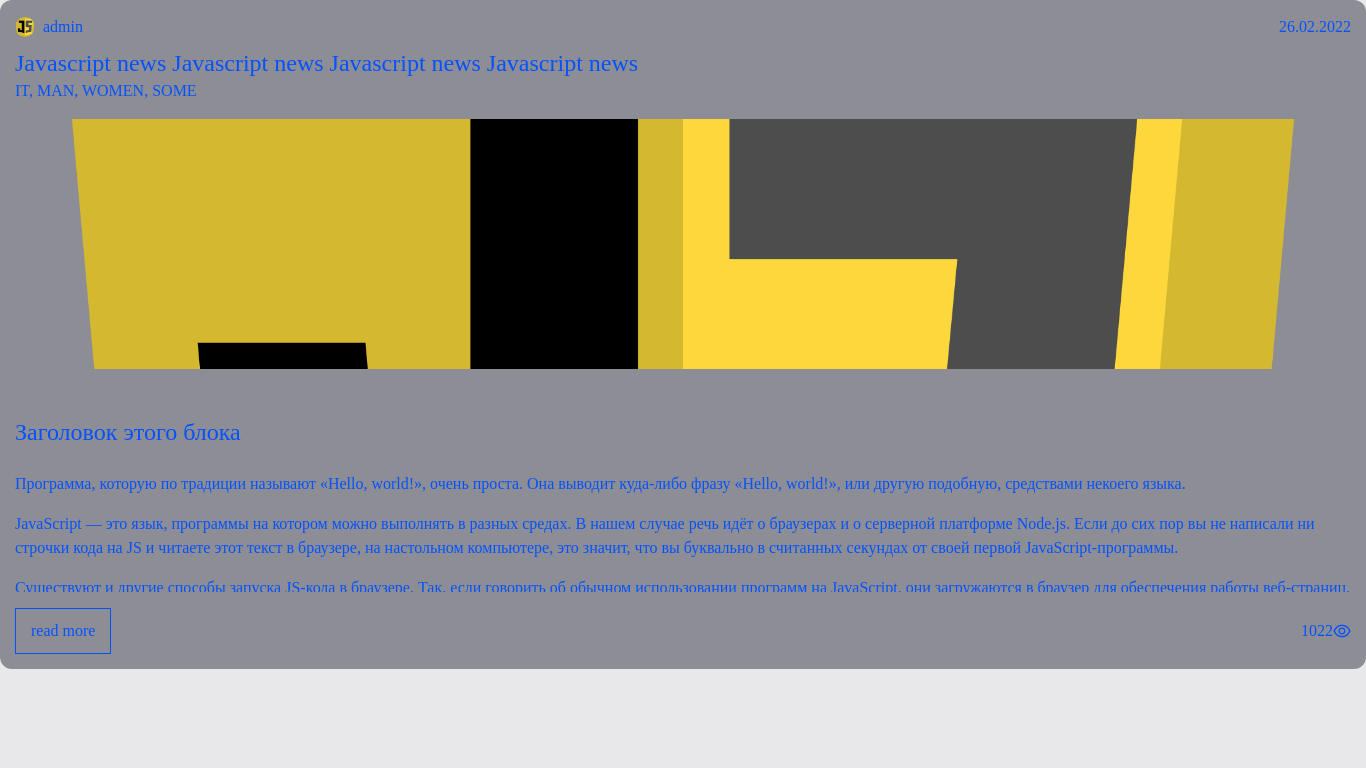 admin
26.02.2022
Javascript news Javascript news Javascript news Javascript news
IT, MAN, WOMEN, SOME
Заголовок этого блока
Программа, которую по традиции называют «Hello, world!», очень проста. Она выводит куда-либо фразу «Hello, world!», или другую подобную, средствами некоего языка.
JavaScript — это язык, программы на котором можно выполнять в разных средах. В нашем случае речь идёт о браузерах и о серверной платформе Node.js. Если до сих пор вы не написали ни
строчки кода на JS и читаете этот текст в браузере, на настольном компьютере, это значит, что вы буквально в считанных секундах от своей первой JavaScript-программы.
Существуют и другие способы запуска JS-кода в браузере. Так, если говорить об обычном использовании программ на JavaScript, они загружаются в браузер для обеспечения работы веб-страниц.
read more
1022